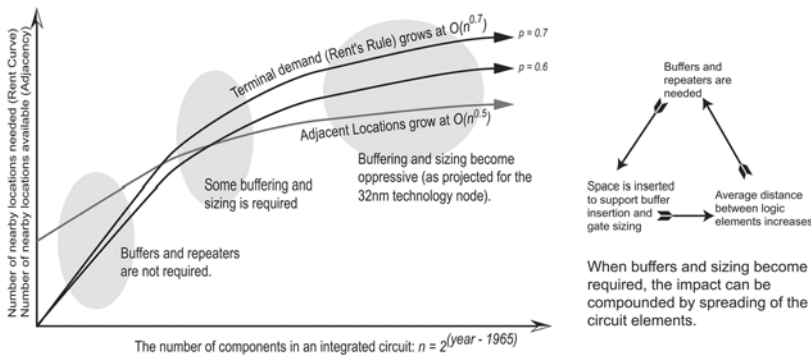 Number of nearby locations needed (Rent Curve)
Number of nearby locations available (Adjacency)
Terminal demand (Rent's Rule) grows at O(n^0.7)
p = 0.7
p = 0.6
Adjacent Locations grow at O(n^0.5)
Buffering and sizing become
oppressive (as projected for the
32nm technology node).
Some buffering and
sizing is required
Buffers and repeaters
are not required.
The number of components in an integrated circuit: n = 2^(year - 1965)
Buffers and
repeaters are
needed
Space is inserted
to support buffer
insertion and
gate sizing
Average distance
between logic
elements increases
When buffers and sizing become
required, the impact can be
compounded by spreading of the
circuit elements.